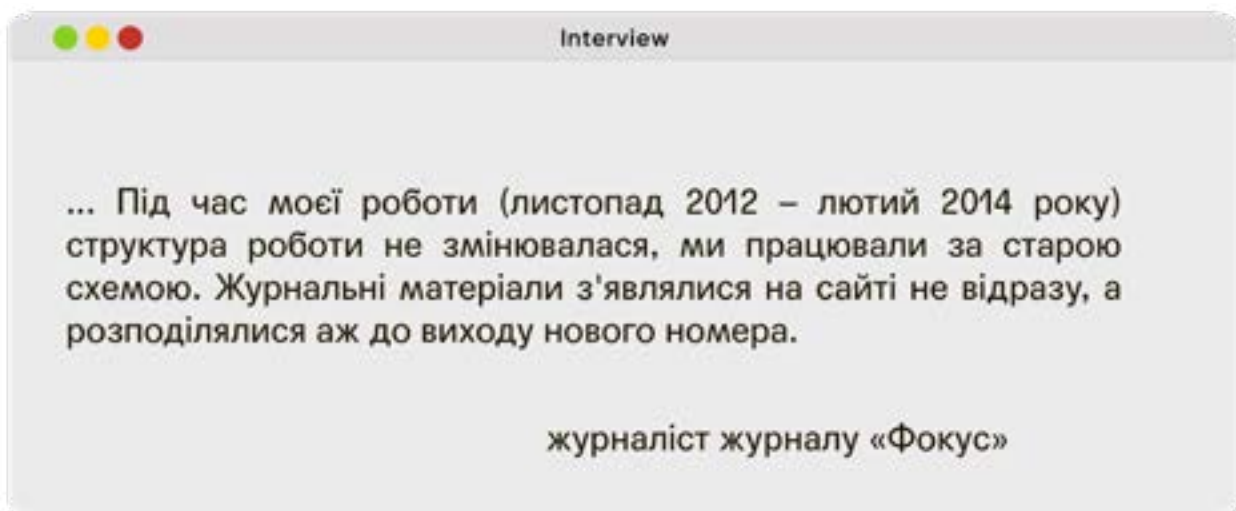 Interview
... Під час моєї роботи (листопад 2012 – лютий 2014 року)
структура роботи не змінювалася, ми працювали за старою
схемою. Журнальні матеріали з'являлися на сайті не відразу, а
розподілялися аж до виходу нового номера.
журналіст журналу «Фокус»